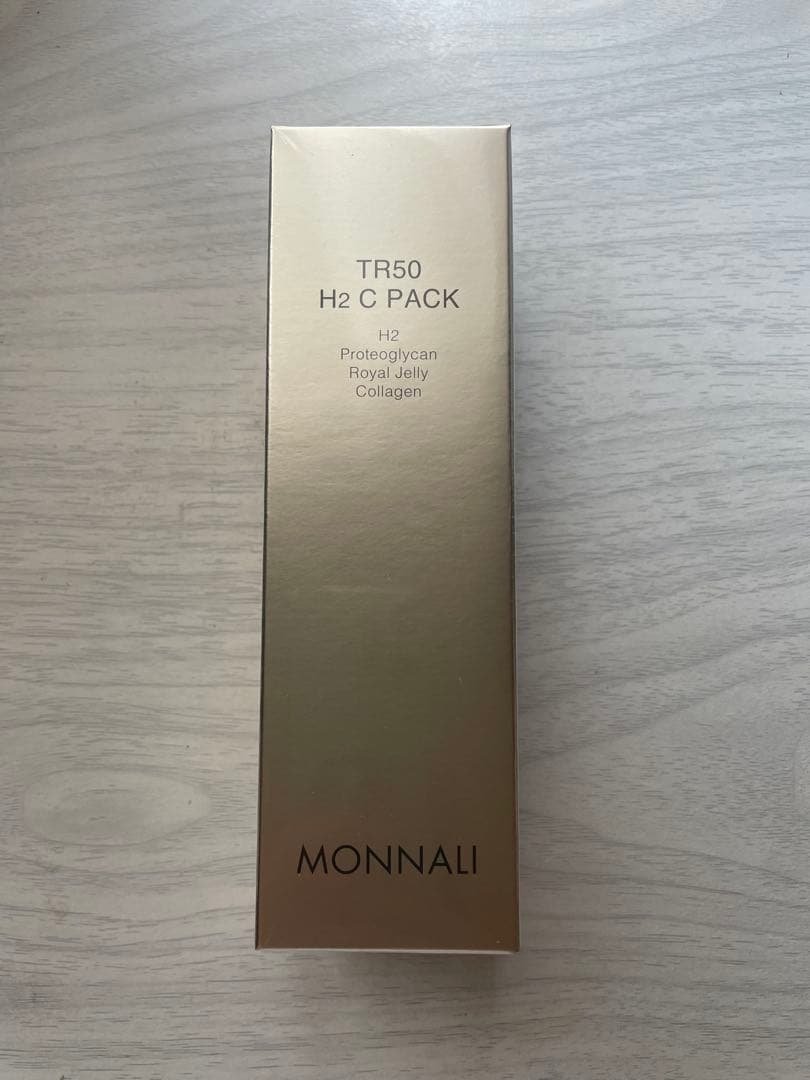 TR50
H2 C PACK
H2
Proteoglycan
Royal Jelly
Collagen
MONNALI